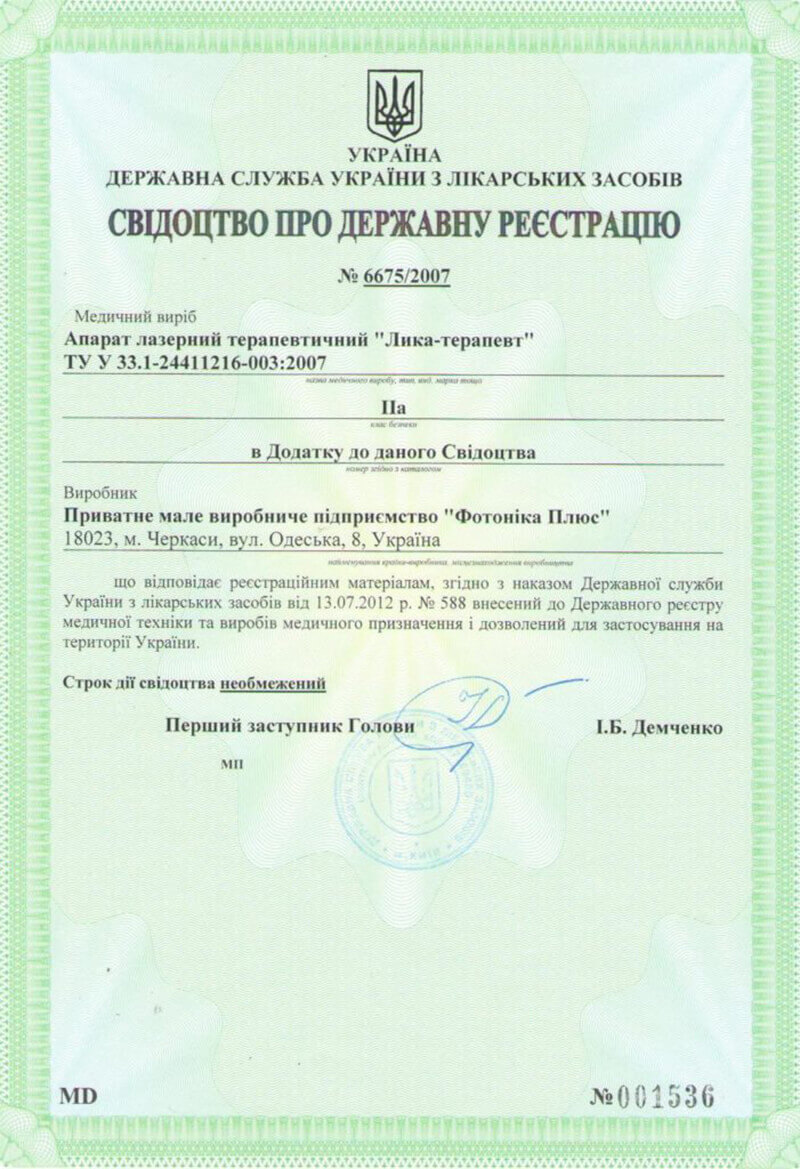 УКРАЇНА
ДЕРЖАВНА СЛУЖБА УКРАЇНИ З ЛІКАРСЬКИХ ЗАСОБІВ
СВІДОЦТВО ПРО ДЕРЖАВНУ РЕЄСТРАЦІЮ
№ 6675/2007
Медичний виріб
Апарат лазерний терапевтичний "Лика-терапевт"
ТУ У 33.1-24411216-003:2007
назва медичного виробу, тип, вид, марка тощо
ІІа
клас безпеки
в Додатку до даного Свідоцтва
номер згідно з каталогом
Виробник
Приватне мале виробниче підприємство "Фотоніка Плюс"
18023, м. Черкаси, вул. Одеська, 8, Україна
найменування країна-виробника, місцезнаходження виробництва
що відповідає реєстраційним матеріалам, згідно з наказом Державної служби
України з лікарських засобів від 13.07.2012 р. № 588 внесений до Державного реєстру
медичної техніки та виробів медичного призначення і дозволений для застосування на
території України.
Строк дії свідоцтва необмежений
Перший заступник Голови І.Б. Демченко
МП
м. Київ
MD №001536